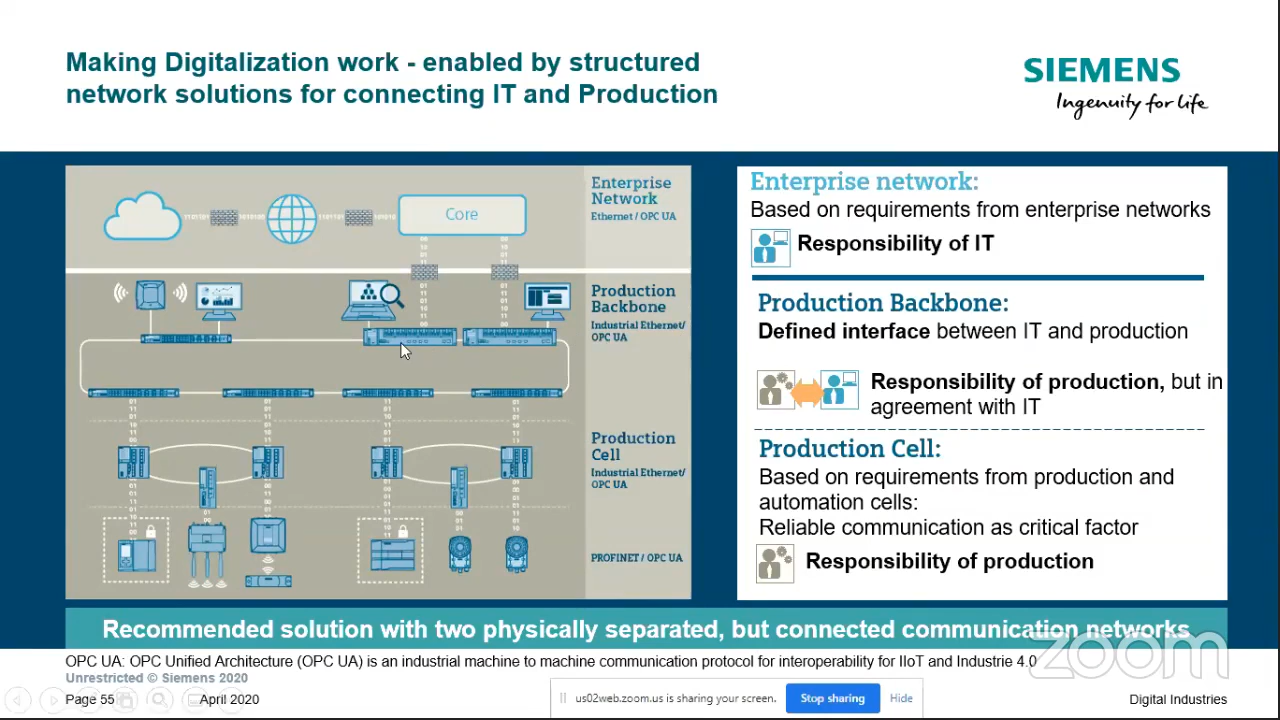 Making Digitalization work - enabled by structured
network solutions for connecting IT and Production
SIEMENS
Ingenuity for life
Enterprise
Network
Ethernet / OPC UA
Core
Production
Backbone
Industrial Ethernet/
OPC UA
Production
Cell
Industrial Ethernet/
OPC UA
PROFINET / OPC UA
Enterprise network:
Based on requirements from enterprise networks
Responsibility of IT
Production Backbone:
Defined interface between IT and production
Responsibility of production, but in
agreement with IT
Production Cell:
Based on requirements from production and
automation cells:
Reliable communication as critical factor
Responsibility of production
Recommended solution with two physically separated, but connected communication networks
zoom
OPC UA: OPC Unified Architecture (OPC UA) is an industrial machine to machine communication protocol for interoperability for IIoT and Industrie 4.0
Unrestricted © Siemens 2020
Page 55
April 2020
us02web.zoom.us is sharing your screen.
Stop sharing
Hide
Digital Industries